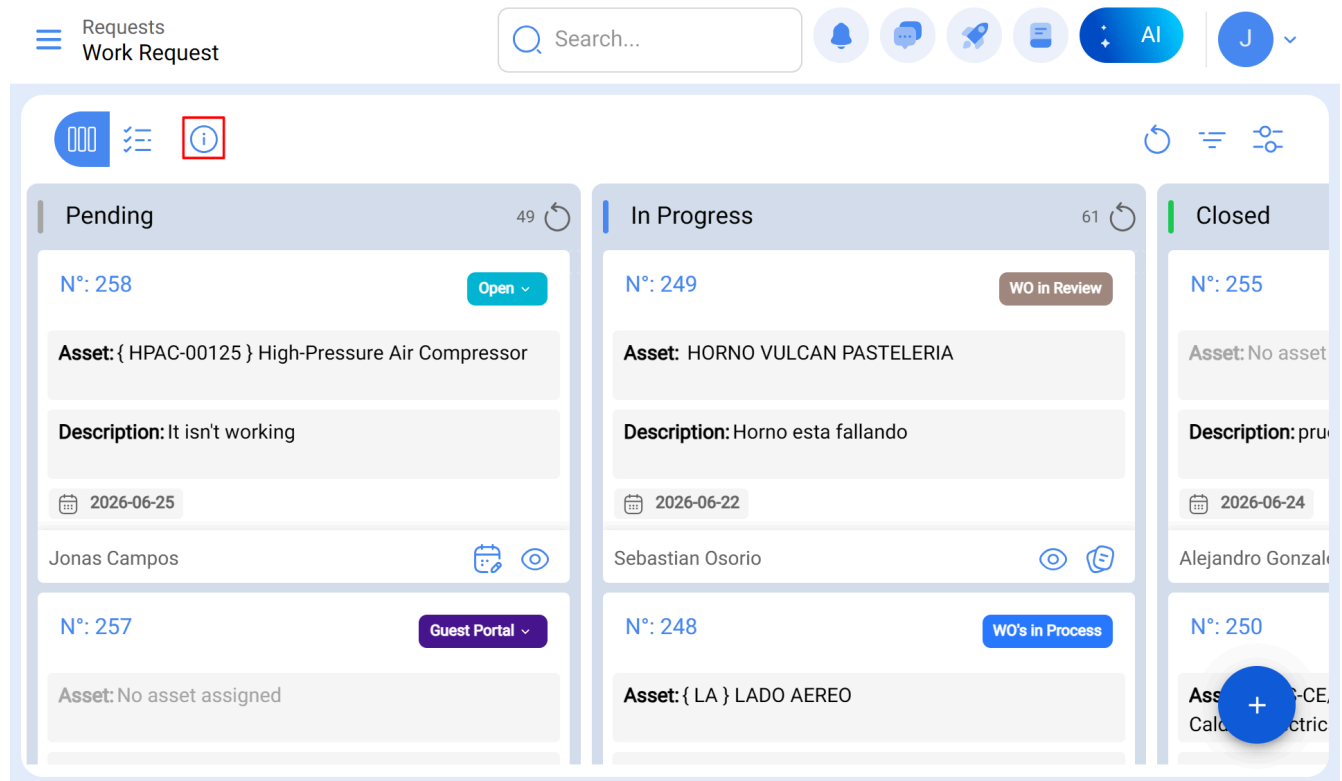 Requests
Work Request
Search...
AI
J
Pending
49
N°: 258
Open
Asset: { HPAC-00125 } High-Pressure Air Compressor
Description: It isn't working
2026-06-25
Jonas Campos
N°: 257
Guest Portal
Asset: No asset assigned
In Progress
61
N°: 249
WO in Review
Asset: HORNO VULCAN PASTELERIA
Description: Horno esta fallando
2026-06-22
Sebastian Osorio
N°: 248
WO's in Process
Asset: { LA } LADO AEREO
Closed
N°: 255
Asset: No asset
Description:
2026-06-24
Alejandro
N°: 250
+